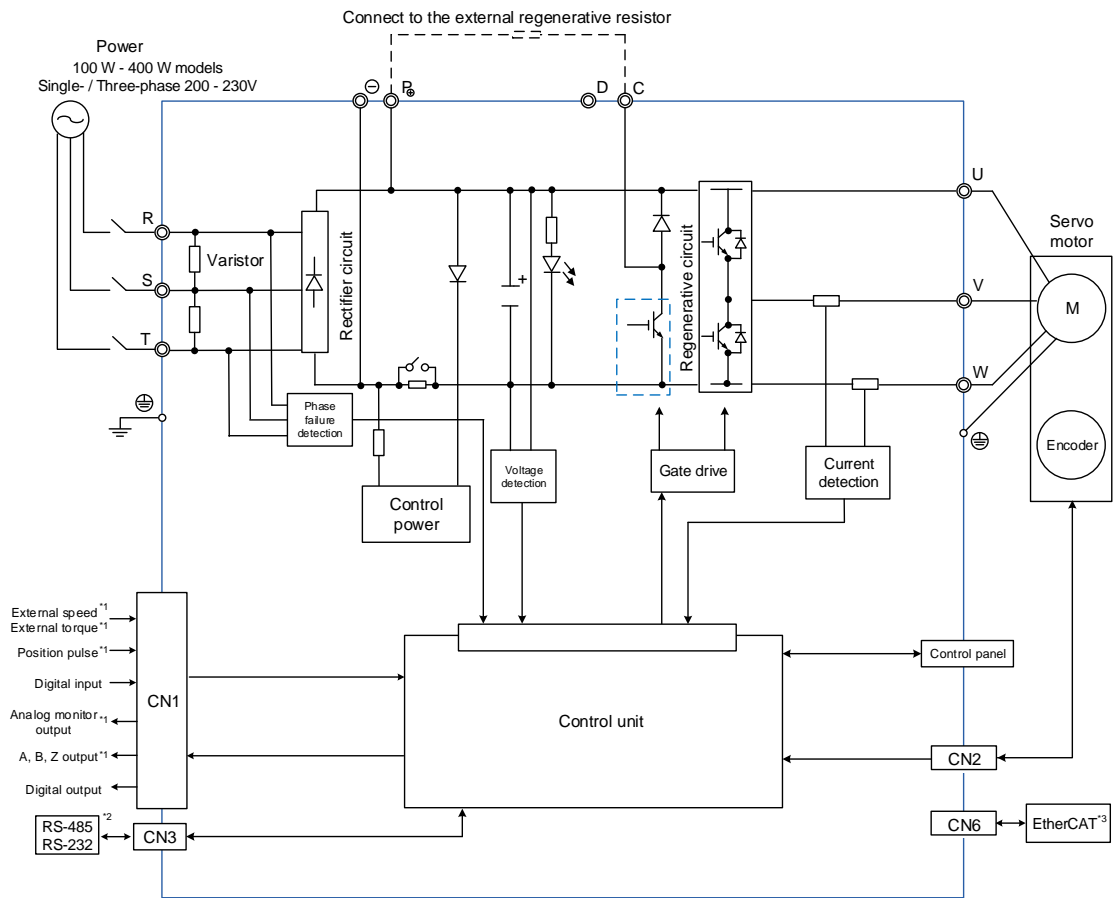 Connect to the external regenerative resistor
Power
100 W - 400 W models
Single- / Three-phase 200 - 230V
P⊕
D
C
R
S
T
Varistor
Rectifier circuit
Regenerative circuit
U
V
W
Servo
motor
M
Encoder
Phase
failure
detection
Control
power
Voltage
detection
Gate drive
Current
detection
External speed*1
External torque*1
Position pulse*1
Digital input
Analog monitor*1
output
A, B, Z output*1
Digital output
CN1
Control unit
Control panel
CN2
RS-485*2
RS-232
CN3
CN6
EtherCAT*3